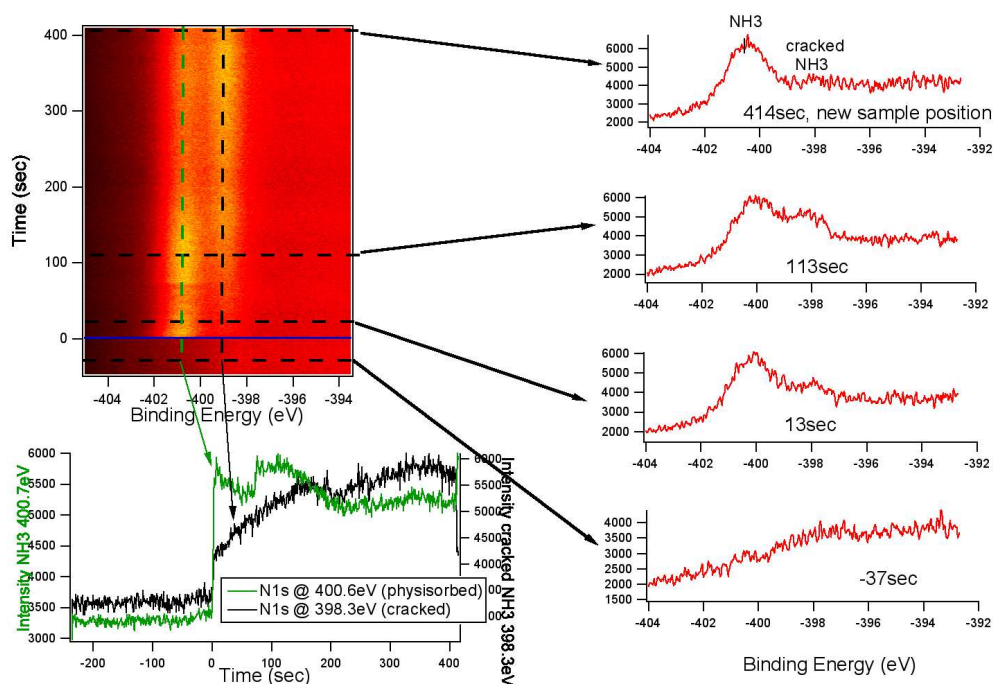 400
300
200
100
0
Time (sec)
-404 -402 -400 -398 -396 -394
Binding Energy (eV)
6000
5500
5000
4500
4000
3500
3000
Intensity NH3 400.7eV
N1s @ 400.6eV (physisorbed)
N1s @ 398.3eV (cracked)
6000
5200
4000
Intensity cracked NH3 398.3eV
-200 -100 0 100 200 300 400
Time (sec)
NH3
cracked
NH3
6000
5000
4000
3000
2000
414sec, new sample position
-404 -402 -400 -398 -396 -394 -392
6000
5000
4000
3000
2000
113sec
-404 -402 -400 -398 -396 -394 -392
6000
5000
4000
3000
2000
13sec
-404 -402 -400 -398 -396 -394 -392
4000
3500
3000
2500
2000
1500
-37sec
-404 -402 -400 -398 -396 -394 -392
Binding Energy (eV)